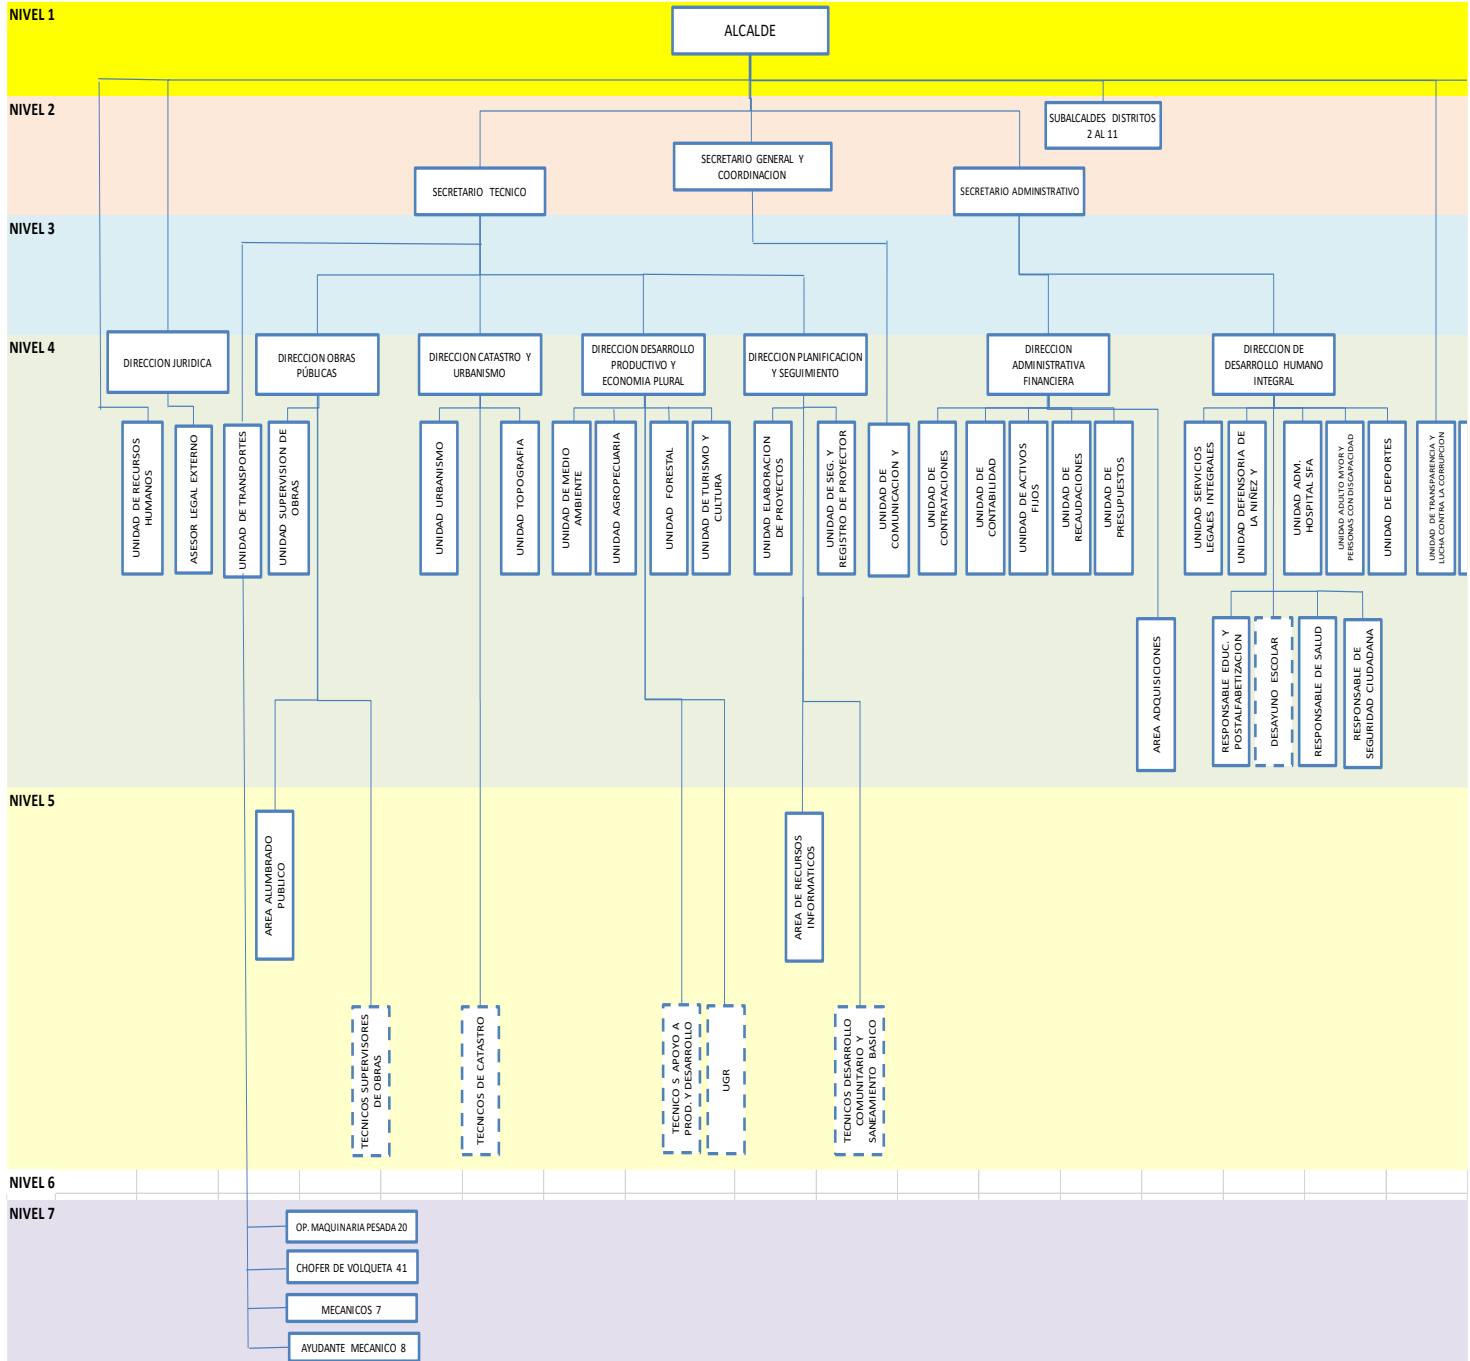 NIVEL 1
ALCALDE
NIVEL 2
SUBALCALDES DISTRITOS
2 AL 11
SECRETARIO GENERAL Y
COORDINACION
SECRETARIO TECNICO
SECRETARIO ADMINISTRATIVO
NIVEL 3
NIVEL 4
DIRECCION JURIDICA
DIRECCION OBRAS
PÚBLICAS
DIRECCION CATASTRO Y
URBANISMO
DIRECCION DESARROLLO
PRODUCTIVO Y
ECONOMIA PLURAL
DIRECCION PLANIFICACION
Y SEGUIMIENTO
DIRECCION
ADMINISTRATIVA
FINANCIERA
DIRECCION DE
DESARROLLO HUMANO
INTEGRAL
UNIDAD DE RECURSOS
HUMANOS
ASESOR LEGAL EXTERNO
UNIDAD DE TRANSPORTES
UNIDAD SUPERVISION DE
OBRAS
UNIDAD URBANISMO
UNIDAD TOPOGRAFIA
UNIDAD DE MEDIO
AMBIENTE
UNIDAD AGROPECUARIA
UNIDAD FORESTAL
UNIDAD DE TURISMO Y
CULTURA
UNIDAD ELABORACION
DE PROYECTOS
UNIDAD DE SEG. Y
REGISTRO DE PROYECTOR
UNIDAD DE
COMUNICACION Y
UNIDAD DE
CONTRATACIONES
UNIDAD DE
CONTABILIDAD
UNIDAD DE ACTIVOS
FIJOS
UNIDAD DE
RECAUDACIONES
UNIDAD DE
PRESUPUESTOS
UNIDAD SERVICIOS
LEGALES INTEGRALES
UNIDAD DEFENSORIA DE
LA NIÑEZ Y
UNIDAD ADM.
HOSPITAL SFA
UNIDAD ADULTO MYOR Y
PERSONAS CON DISCAPACIDAD
UNIDAD DE DEPORTES
UNIDAD DE TRANSPARENCIA Y
LUCHA CONTRA LA CORRUPCION
AREA ADQUISICIONES
RESPONSABLE EDUC. Y
POSTALFABETIZACION
DESAYUNO ESCOLAR
RESPONSABLE DE SALUD
RESPONSABLE DE
SEGURIDAD CIUDADANA
NIVEL 5
AREA ALUMBRADO
PUBLICO
AREA DE RECURSOS
INFORMATICOS
TECNICOS SUPERVISORES
DE OBRAS
TECNICOS DE CATASTRO
TECNICO S APOYO A
PROD. Y DESARROLLO
UGR
TECNICOS DESARROLLO
COMUNITARIO Y
SANEAMIENTO BASICO
NIVEL 6
NIVEL 7
OP. MAQUINARIA PESADA 20
CHOFER DE VOLQUETA 41
MECANICOS 7
AYUDANTE MECANICO 8